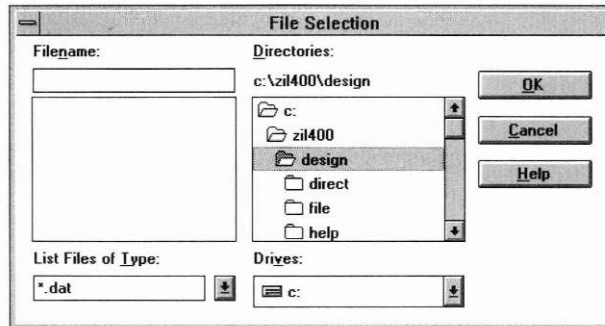 File Selection
Filename:
Directories:
c:\zil400\design
OK
c:
zil400
Cancel
design
direct
Help
file
help
List Files of Type:
Drives:
*.dat
c: